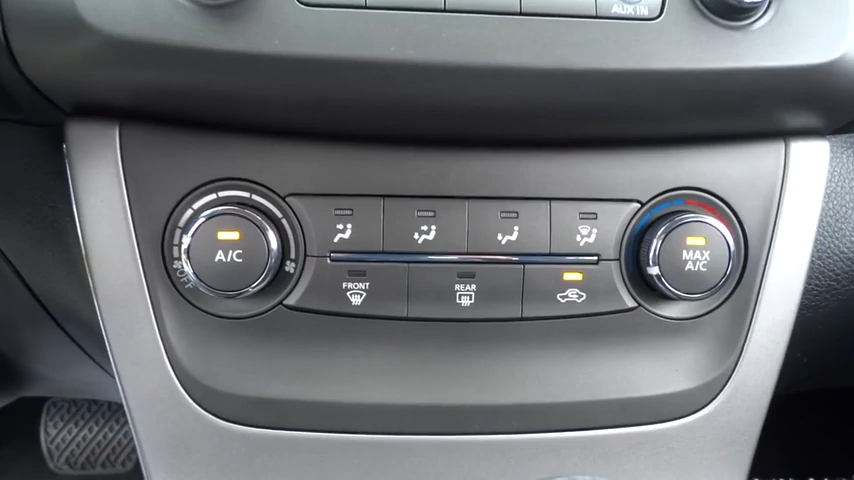 AUX IN
A/C
OFF
FRONT
REAR
MAX
A/C